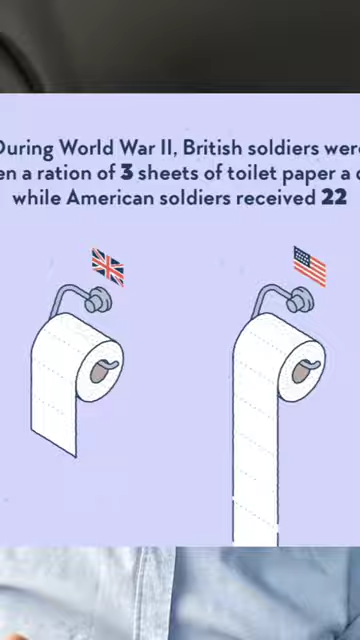 During World War II, British soldiers were
en a ration of 3 sheets of toilet paper a
while American soldiers received 22